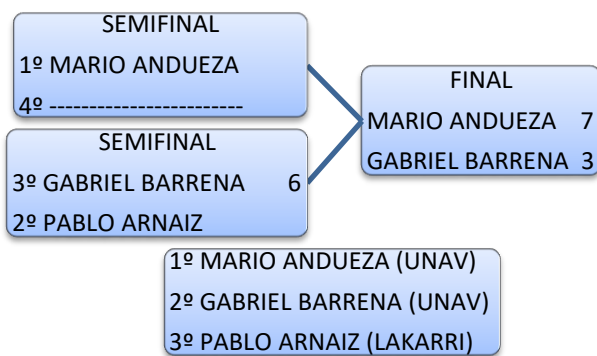 SEMIFINAL
1º MARIO ANDUEZA
4º ------------------------
SEMIFINAL
3º GABRIEL BARRENA 6
2º PABLO ARNAIZ
FINAL
MARIO ANDUEZA 7
GABRIEL BARRENA 3
1º MARIO ANDUEZA (UNAV)
2º GABRIEL BARRENA (UNAV)
3º PABLO ARNAIZ (LAKARRI)